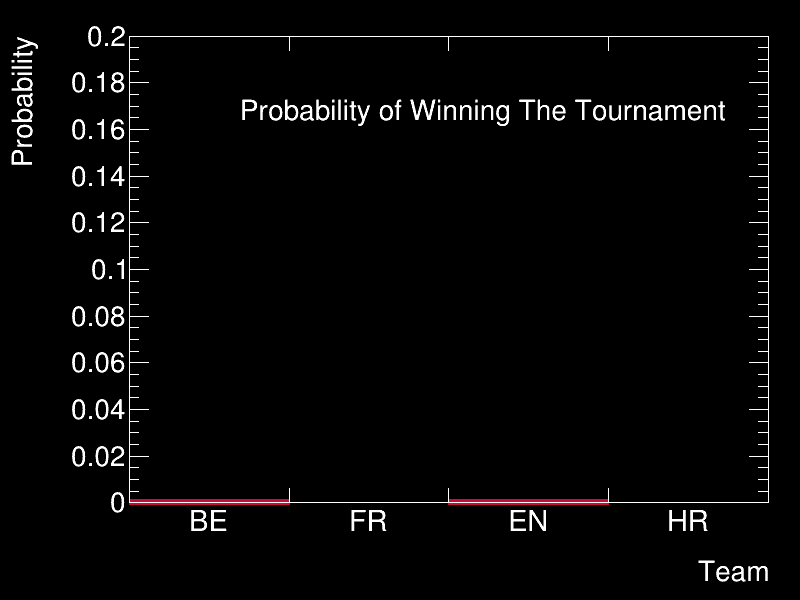 Probability of Winning The Tournament
Probability
0.2
0.18
0.16
0.14
0.12
0.1
0.08
0.06
0.04
0.02
0
BE FR EN HR
Team